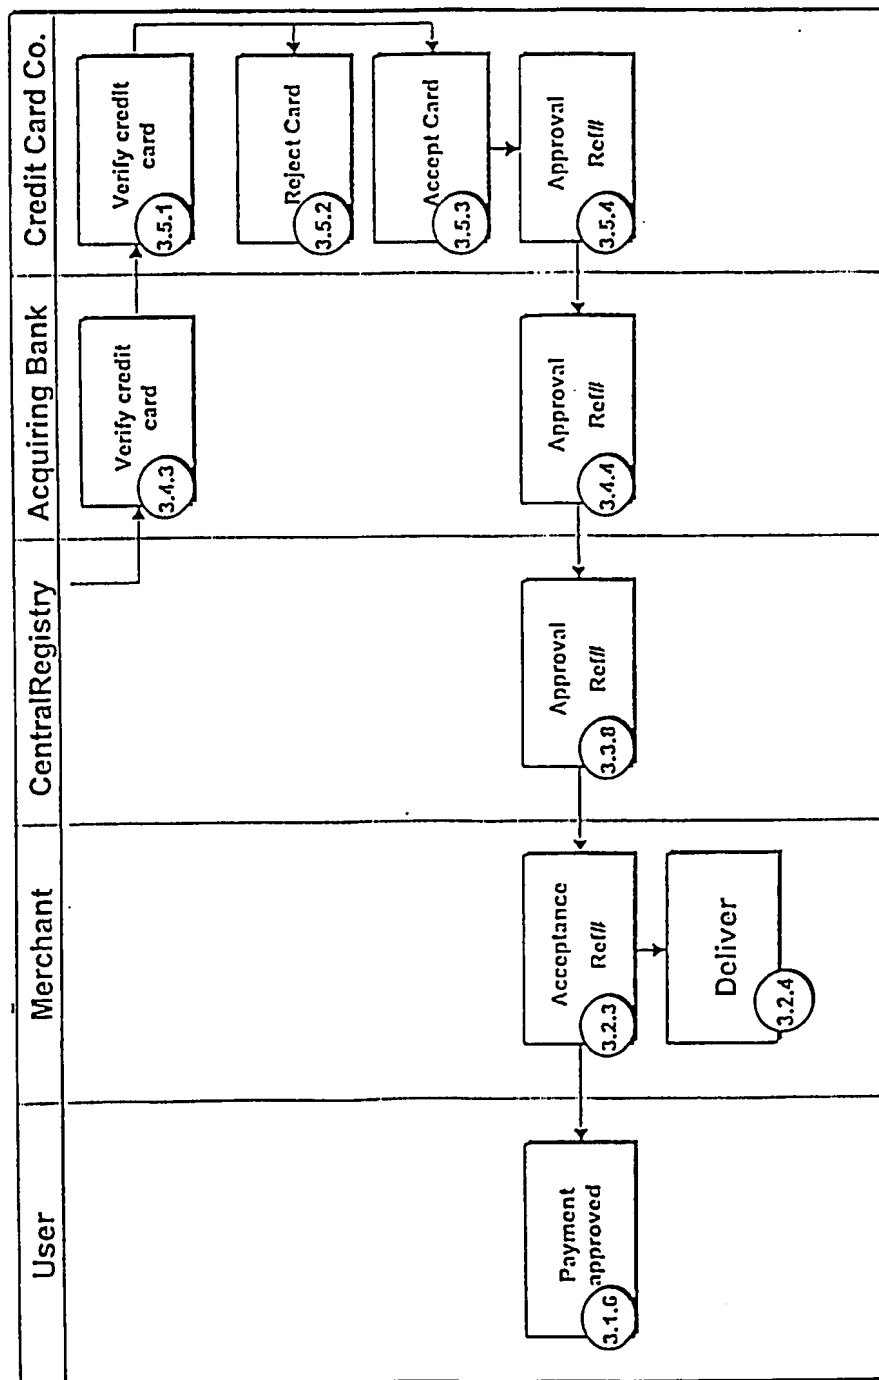 User
Merchant
CentralRegistry
Acquiring Bank
Credit Card Co.
Verify credit
card
3.4.3
Verify credit
card
3.5.1
Reject Card
3.5.2
Accept Card
3.5.3
Payment
approved
3.1.6
Acceptance
Ref#
3.2.3
Approval
Ref#
3.3.8
Approval
Ref#
3.4.4
Approval
Ref#
3.5.4
Deliver
3.2.4